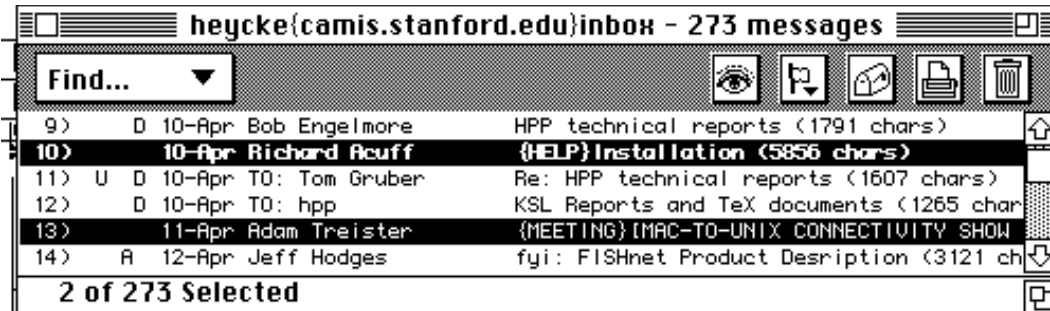 heycke{camis.stanford.edu}inbox - 273 messages
Find...
9) D 10-Apr Bob Engelmore HPP technical reports (1791 chars)
10) 10-Apr Richard Acuff {HELP}Installation (5856 chars)
11) U D 10-Apr TO: Tom Gruber Re: HPP technical reports (1607 chars)
12) D 10-Apr TO: hpp KSL Reports and TeX documents (1265 char
13) 11-Apr Adam Treister {MEETING}[MAC-TO-UNIX CONNECTIVITY SHOW
14) A 12-Apr Jeff Hodges fyi: FISHnet Product Desription (3121 ch
2 of 273 Selected